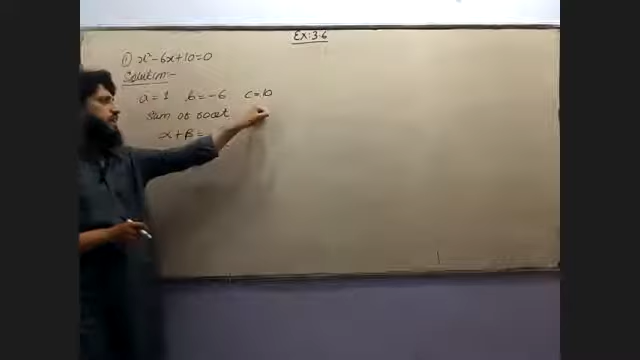 Ex: 3.6
① x² - 6x + 10 = 0
Solution:-
a = 1 b = -6 c = 10
Sum of root
α + β =